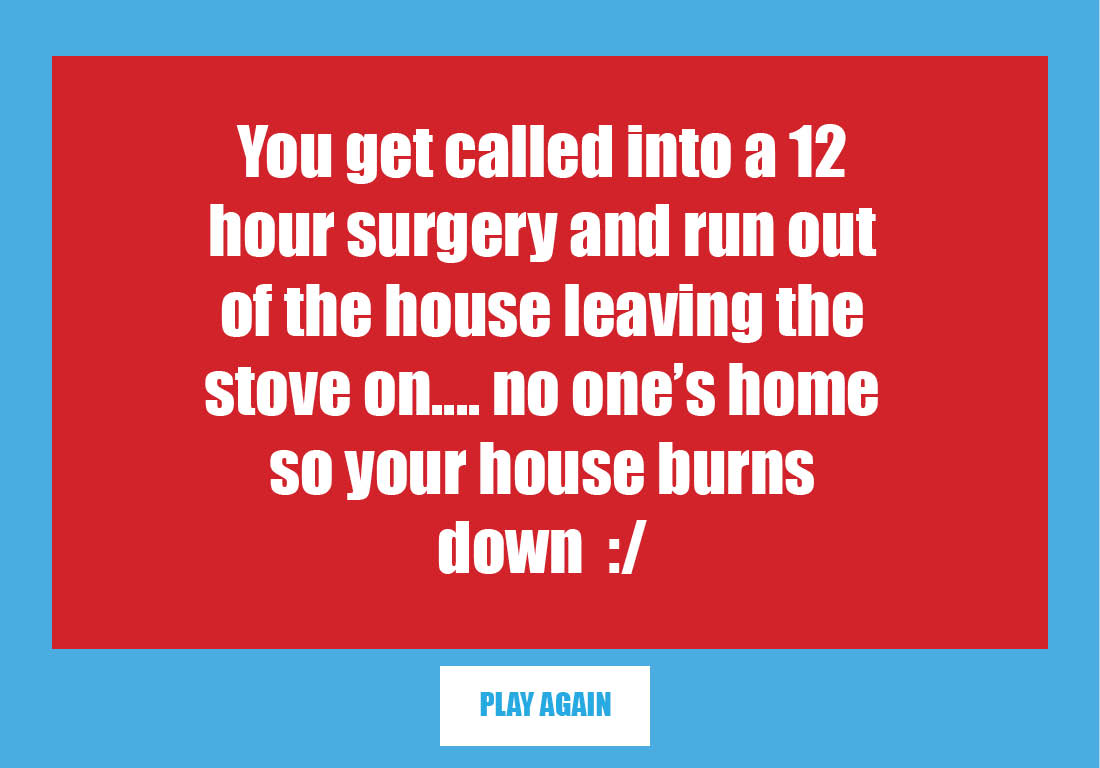 You get called into a 12
hour surgery and run out
of the house leaving the
stove on.... no one’s home
so your house burns
down  :/
PLAY AGAIN